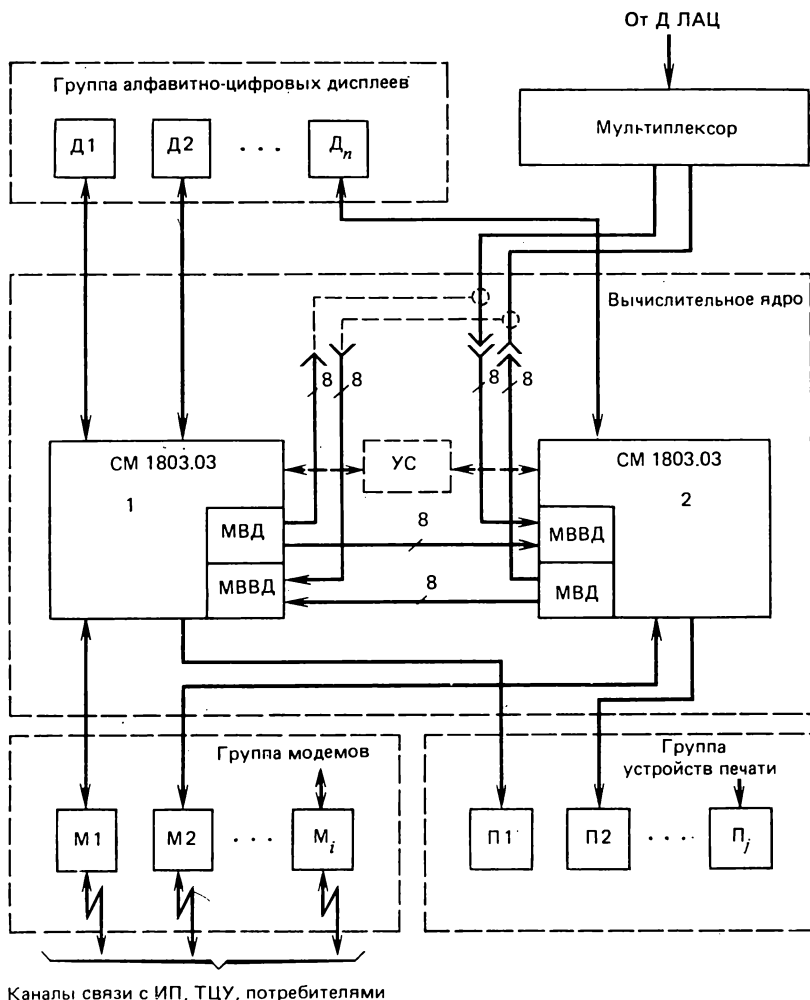 От Д ЛАЦ
Группа алфавитно-цифровых дисплеев
Мультиплексор
Д1
Д2
. . .
Дn
Вычислительное ядро
8
8
8
8
СМ 1803.03
1
УС
СМ 1803.03
2
МВД
8
МВВД
МВВД
8
МВД
Группа модемов
Группа
устройств печати
М1
М2
. . .
Мi
П1
П2
. . . .
Пj
Каналы связи с ИП, ТЦУ, потребителями